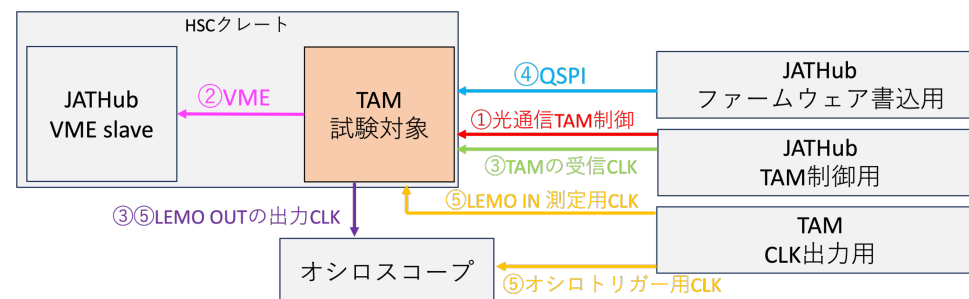 HSCクレート
JATHub
VME slave
②VME
TAM
試験対象
④QSPI
JATHub
ファームウェア書込用
①光通信TAM制御
③TAMの受信CLK
JATHub
TAM制御用
③⑤LEMO OUTの出力CLK
⑤LEMO IN 測定用CLK
TAM
CLK出力用
オシロスコープ
⑤オシロトリガー用CLK